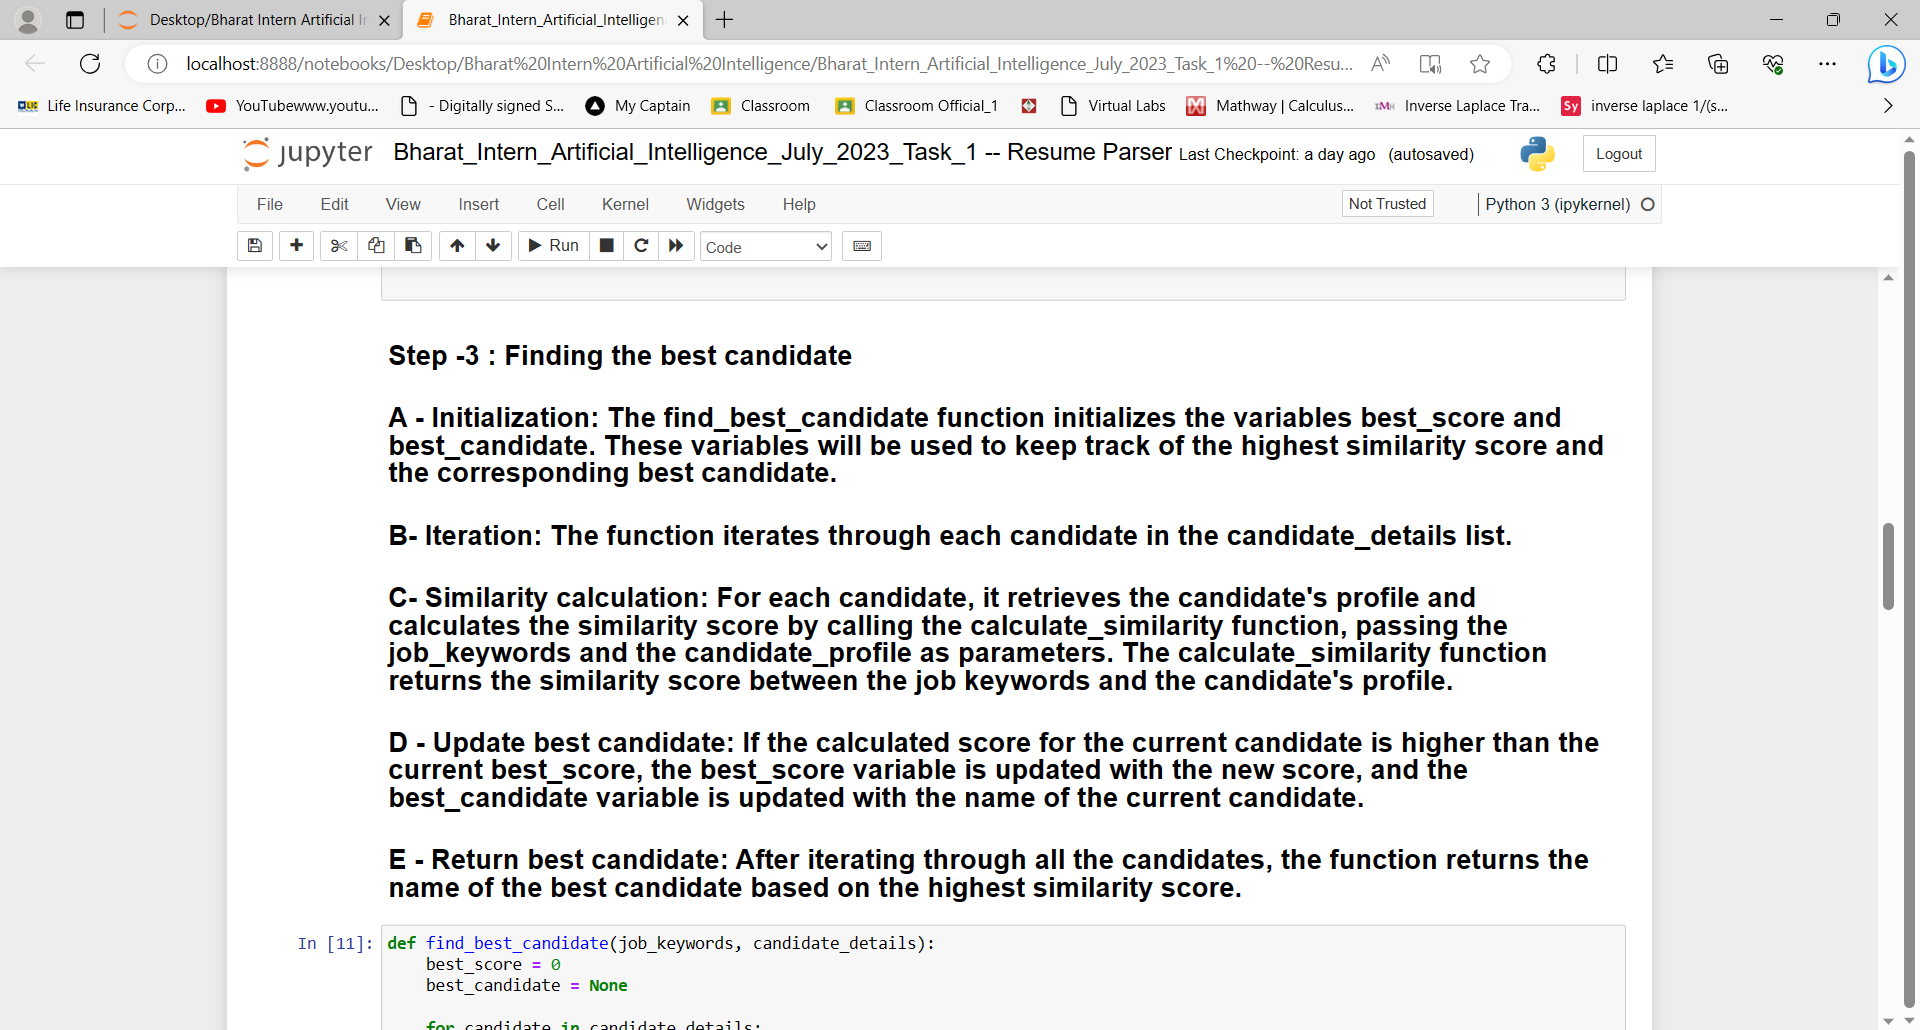 Desktop/Bharat Intern Artificial I
Bharat_Intern_Artificial_Intelligen
localhost:8888/notebooks/Desktop/Bharat%20Intern%20Artificial%20Intelligence/Bharat_Intern_Artificial_Intelligence_July_2023_Task_1%20--%20Resu...
Life Insurance Corp... YouTubewww.youtu... - Digitally signed S... My Captain Classroom Classroom Official_1 Virtual Labs Mathway | Calculus... Inverse Laplace Tra... Sy inverse laplace 1/(s...
jupyter Bharat_Intern_Artificial_Intelligence_July_2023_Task_1 -- Resume Parser Last Checkpoint: a day ago (autosaved) Logout
File Edit View Insert Cell Kernel Widgets Help Not Trusted Python 3 (ipykernel)
Run Code
Step -3 : Finding the best candidate
A - Initialization: The find_best_candidate function initializes the variables best_score and
best_candidate. These variables will be used to keep track of the highest similarity score and
the corresponding best candidate.
B- Iteration: The function iterates through each candidate in the candidate_details list.
C- Similarity calculation: For each candidate, it retrieves the candidate's profile and
calculates the similarity score by calling the calculate_similarity function, passing the
job_keywords and the candidate_profile as parameters. The calculate_similarity function
returns the similarity score between the job keywords and the candidate's profile.
D - Update best candidate: If the calculated score for the current candidate is higher than the
current best_score, the best_score variable is updated with the new score, and the
best_candidate variable is updated with the name of the current candidate.
E - Return best candidate: After iterating through all the candidates, the function returns the
name of the best candidate based on the highest similarity score.
In [11]: def find_best_candidate(job_keywords, candidate_details):
best_score = 0
best_candidate = None
for candidate in candidate_details: